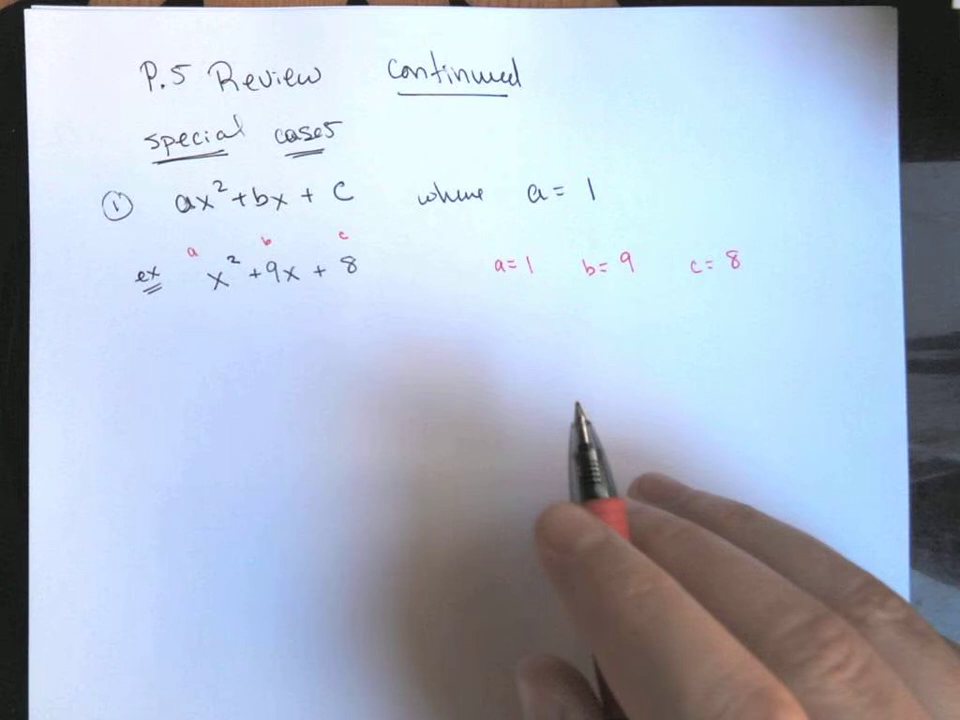 P.5 Review continued
special cases
① ax²+bx + c where a = 1
a b c
ex x² +9x + 8 a=1 b=9 c=8